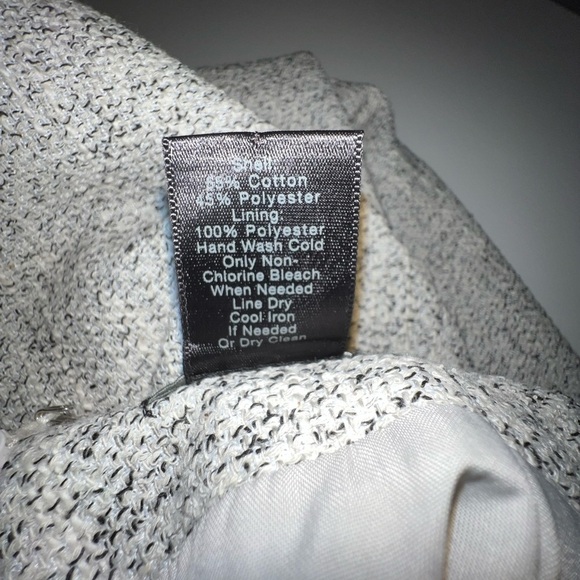 Shell
55% Cotton
45% Polyester
Lining:
100% Polyester
Hand Wash Cold
Only Non-
Chlorine Bleach
When Needed
Line Dry
Cool Iron
If Needed
Or Dry Clean